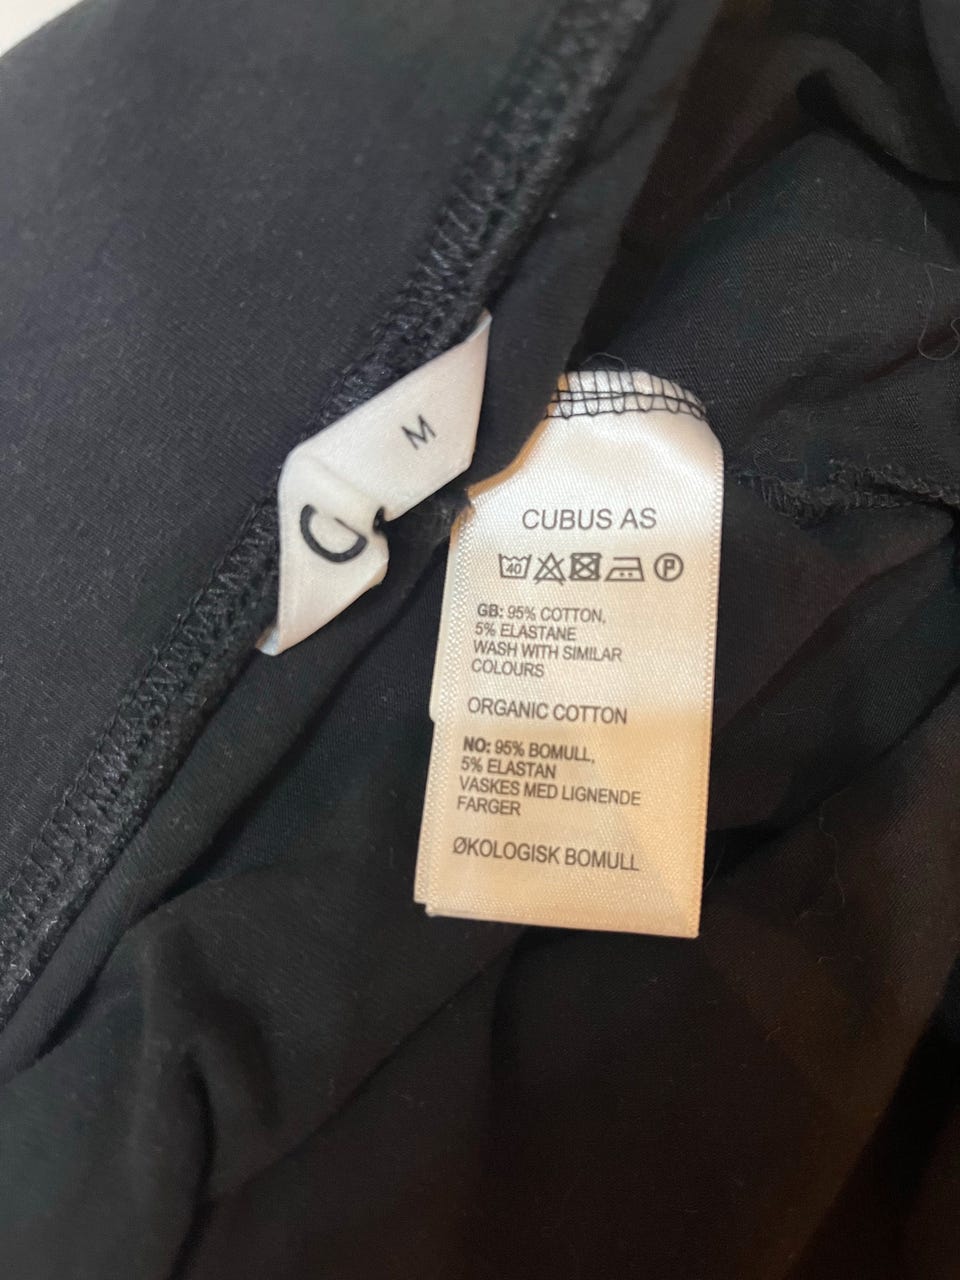 M
C
CUBUS AS
40 P
GB: 95% COTTON,
5% ELASTANE
WASH WITH SIMILAR
COLOURS
ORGANIC COTTON
NO: 95% BOMULL,
5% ELASTAN
VASKES MED LIGNENDE
FARGER
ØKOLOGISK BOMULL